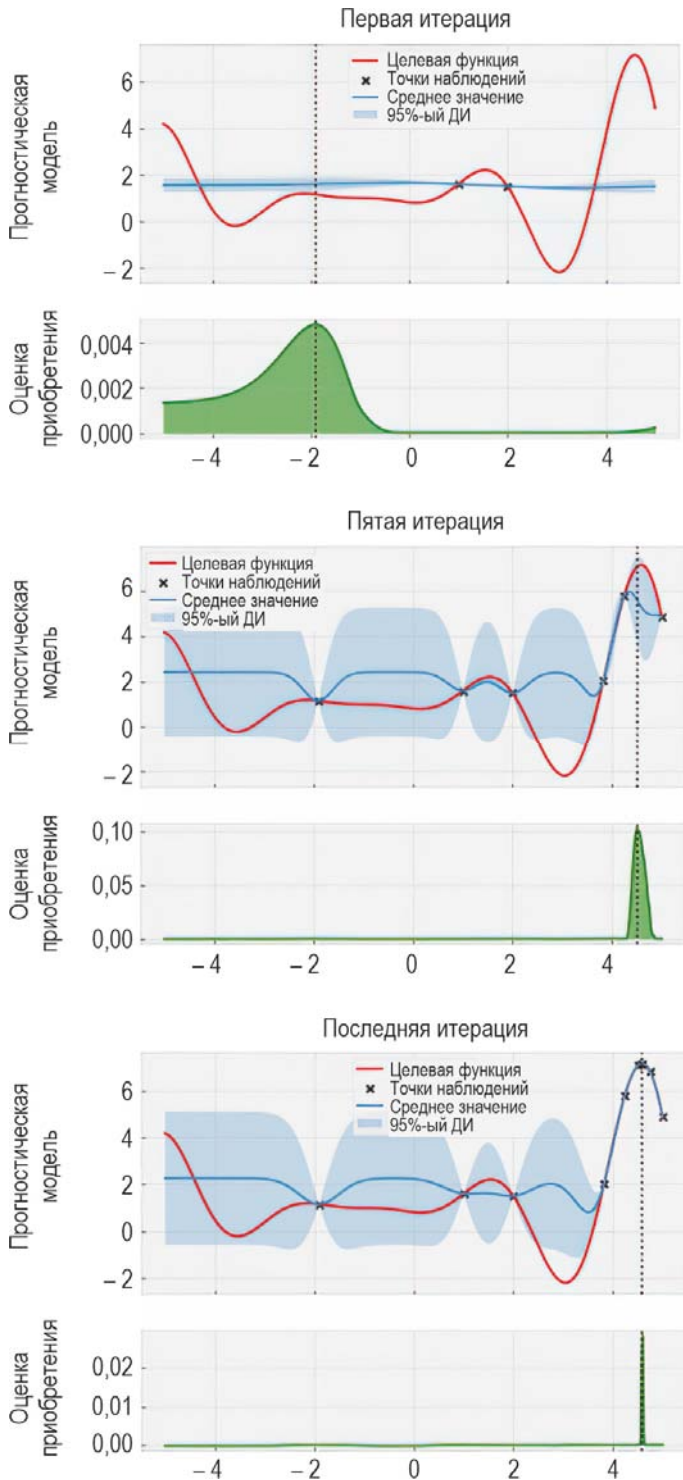 Первая итерация
Прогностическая
модель
6
4
2
0
– 2
Целевая функция
Точки наблюдений
Среднее значение
95%-ый ДИ
Оценка
приобретения
0,004
0,002
0,000
– 4
– 2
0
2
4
Пятая итерация
Прогностическая
модель
6
4
2
0
– 2
Целевая функция
Точки наблюдений
Среднее значение
95%-ый ДИ
Оценка
приобретения
0,10
0,05
0,00
– 4
– 2
0
2
4
Последняя итерация
Прогностическая
модель
6
4
2
0
– 2
Целевая функция
Точки наблюдений
Среднее значение
95%-ый ДИ
Оценка
приобретения
0,02
0,01
0,00
– 4
– 2
0
2
4